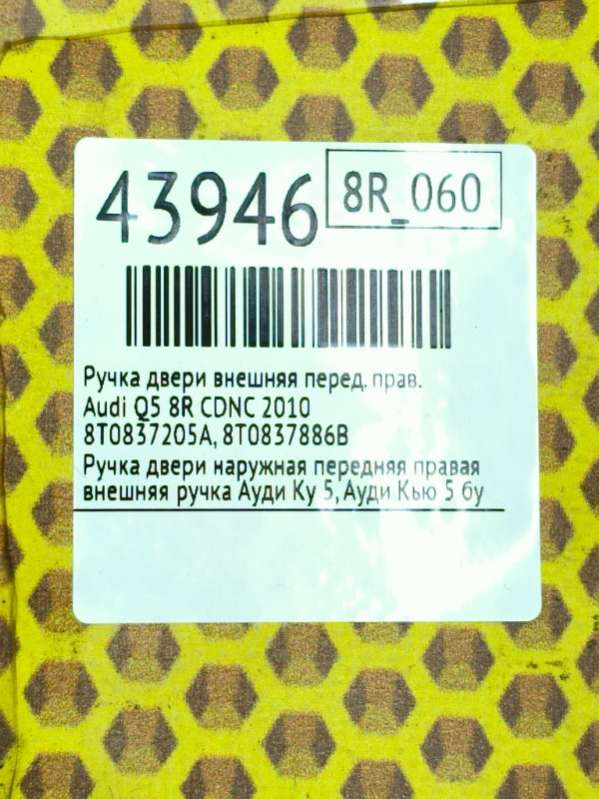 43946
8R_060
Ручка двери внешняя перед. прав.
Audi Q5 8R CDNC 2010
8T0837205A, 8T0837886B
Ручка двери наружная передняя правая
внешняя ручка Ауди Ку 5, Ауди Кью 5 бу